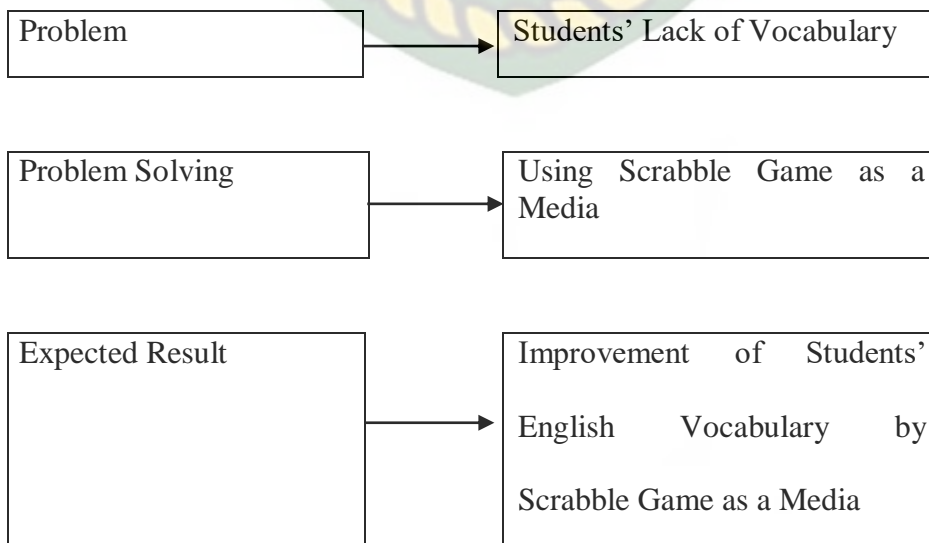 Problem
Students’ Lack of Vocabulary
Problem Solving
Using Scrabble Game as a
Media
Expected Result
Improvement of Students’
English Vocabulary by
Scrabble Game as a Media